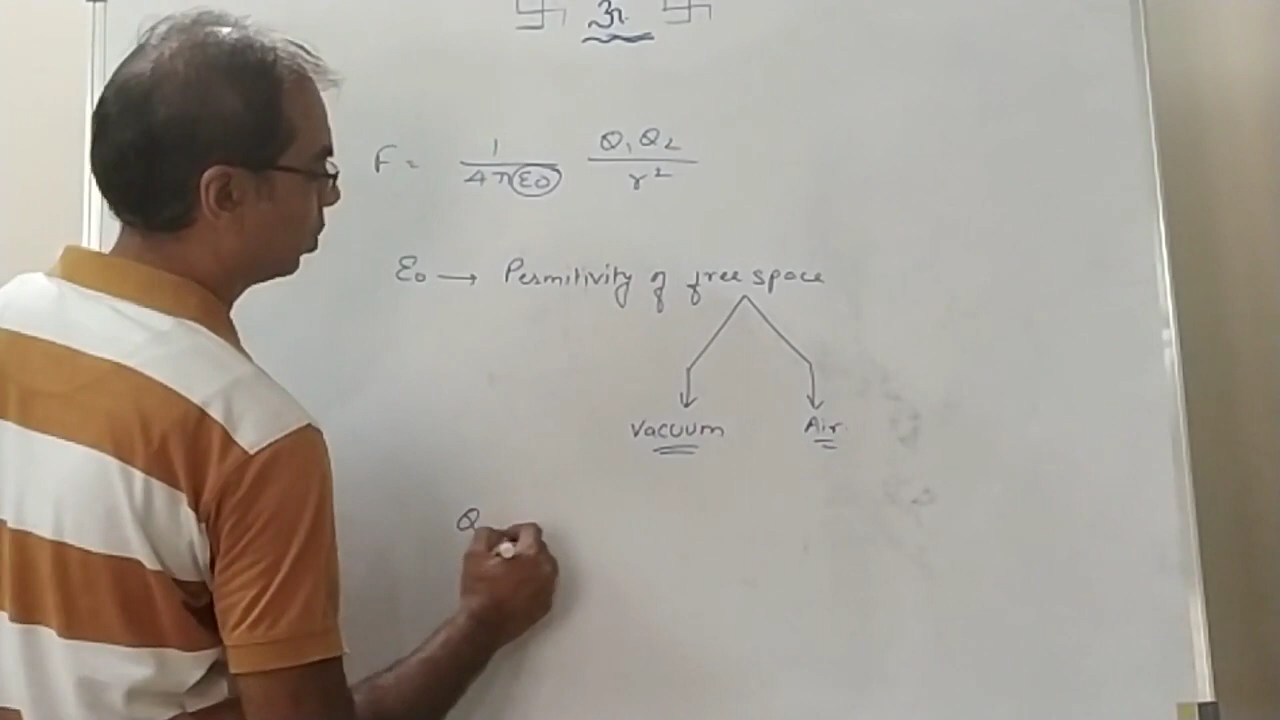 卐 ॐ 卐
F = 1/4πε0 Q1Q2/r²
ε0 → Permitivity of free space
Vacuum Air
Q